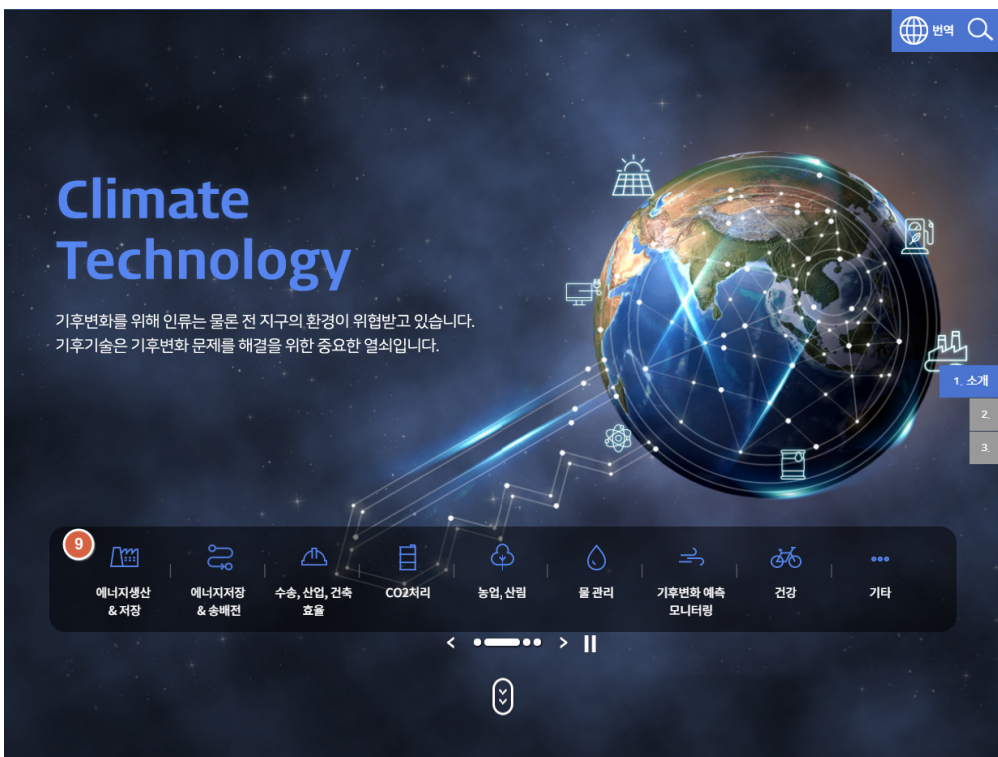 번역
Climate
Technology
기후변화를 위해 인류는 물론 전 지구의 환경이 위협받고 있습니다.
기후기술은 기후변화 문제를 해결을 위한 중요한 열쇠입니다.
1. 소개
2.
3.
9
에너지생산
& 저장
에너지저장
& 송배전
수송, 산업, 건축
효율
CO2처리
농업, 산림
물 관리
기후변화 예측
모니터링
건강
기타